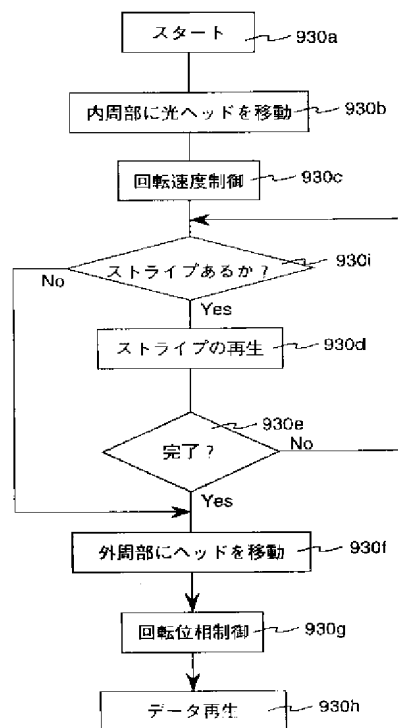 スタート
930a
内周部に光ヘッドを移動
930b
回転速度制御
930c
ストライプあるか?
930i
No
Yes
ストライプの再生
930d
930e
完了?
No
Yes
外周部にヘッドを移動
930f
回転位相制御
930g
データ再生
930h